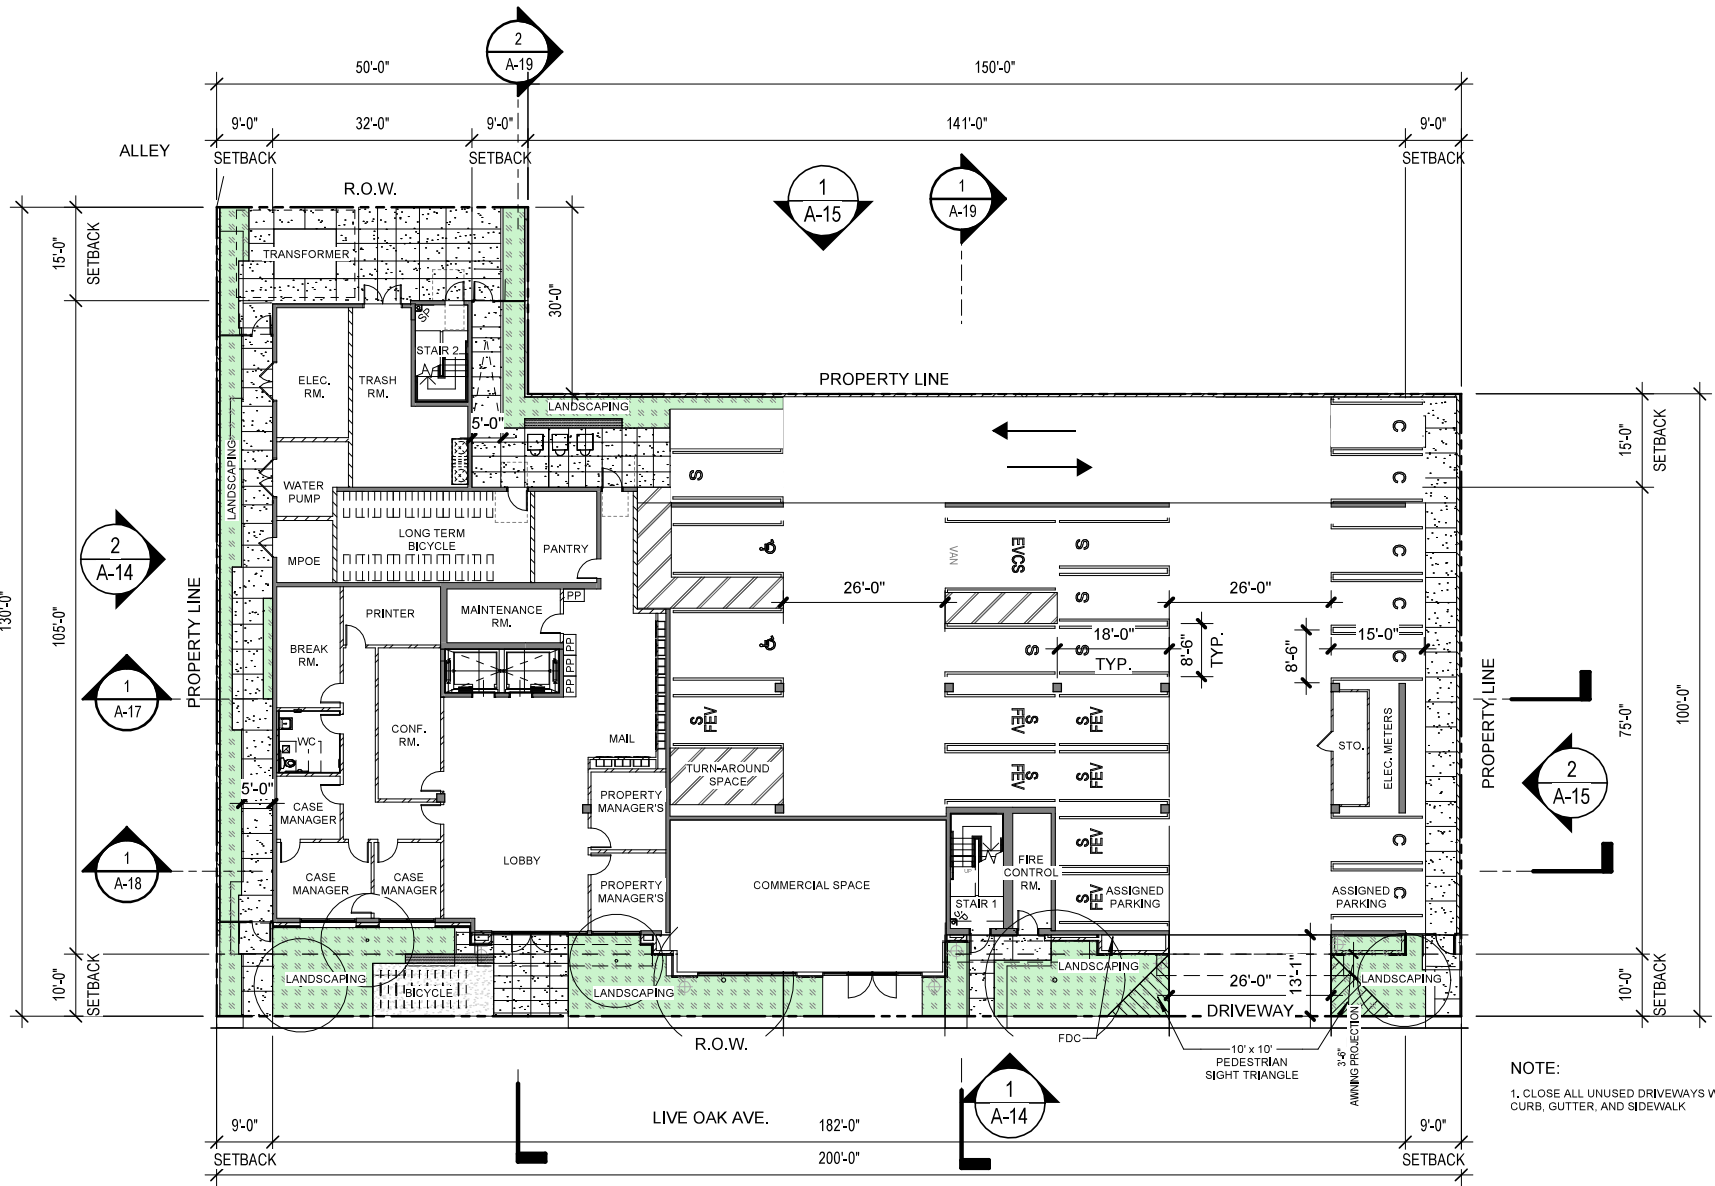 2
A-19
50'-0"
150'-0"
9'-0"
32'-0"
9'-0"
141'-0"
9'-0"
ALLEY
SETBACK
SETBACK
SETBACK
R.O.W.
1
A-15
1
A-19
15'-0"
SETBACK
TRANSFORMER
30'-0"
SP
STAIR 2
ELEC.
RM.
TRASH
RM.
PROPERTY LINE
LANDSCAPING
5'-0"
C
15'-0"
SETBACK
LANDSCAPING
S
C
WATER
PUMP
LONG TERM
BICYCLE
PANTRY
MPOE
VAN
EVCS
S
C
C
2
A-14
130'-0"
105'-0"
PROPERTY LINE
26'-0"
26'-0"
PRINTER
MAINTENANCE
RM.
PP
S
C
BREAK
RM.
PP
PP
PP
S
S
18'-0"
TYP.
8'-6"
TYP.
8'-6"
15'-0"
C
1
A-17
WC
CONF.
RM.
MAIL
S
FEV
S
FEV
S
FEV
STO.
ELEC. METERS
PROPERTY LINE
75'-0"
100'-0"
TURN-AROUND
SPACE
S
FEV
S
FEV
2
A-15
5'-0"
CASE
MANAGER
PROPERTY
MANAGER'S
1
A-18
CASE
MANAGER
CASE
MANAGER
LOBBY
PROPERTY
MANAGER'S
COMMERCIAL SPACE
UP
STAIR 1
SP
FIRE
CONTROL
RM.
S
FEV
S
FEV
ASSIGNED
PARKING
C
C
ASSIGNED
PARKING
10'-0"
SETBACK
LANDSCAPING
BICYCLE
LANDSCAPING
LANDSCAPING
26'-0"
13'-1"
DRIVEWAY
LANDSCAPING
10'-0"
SETBACK
R.O.W.
FDC
10' x 10'
PEDESTRIAN
SIGHT TRIANGLE
3'-6"
AWNING PROJECTION
NOTE:
1. CLOSE ALL UNUSED DRIVEWAYS W
CURB, GUTTER, AND SIDEWALK
1
A-14
LIVE OAK AVE.
9'-0"
182'-0"
9'-0"
SETBACK
200'-0"
SETBACK